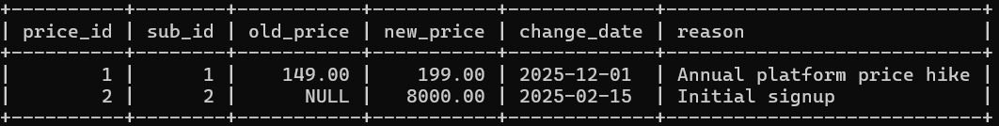 +----------+--------+-----------+-----------+-------------+----------------------------+
| price_id | sub_id | old_price | new_price | change_date | reason                     |
+----------+--------+-----------+-----------+-------------+----------------------------+
|        1 |      1 |    149.00 |    199.00 | 2025-12-01  | Annual platform price hike |
|        2 |      2 |      NULL |   8000.00 | 2025-02-15  | Initial signup             |
+----------+--------+-----------+-----------+-------------+----------------------------+